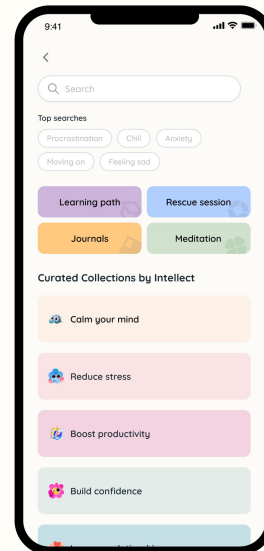 9:41
Search
Top searches
Procrastination Chill Anxiety
Moving on Feeling sad
Learning path Rescue session
Journals Meditation
Curated Collections by Intellect
Calm your mind
Reduce stress
Boost productivity
Build confidence